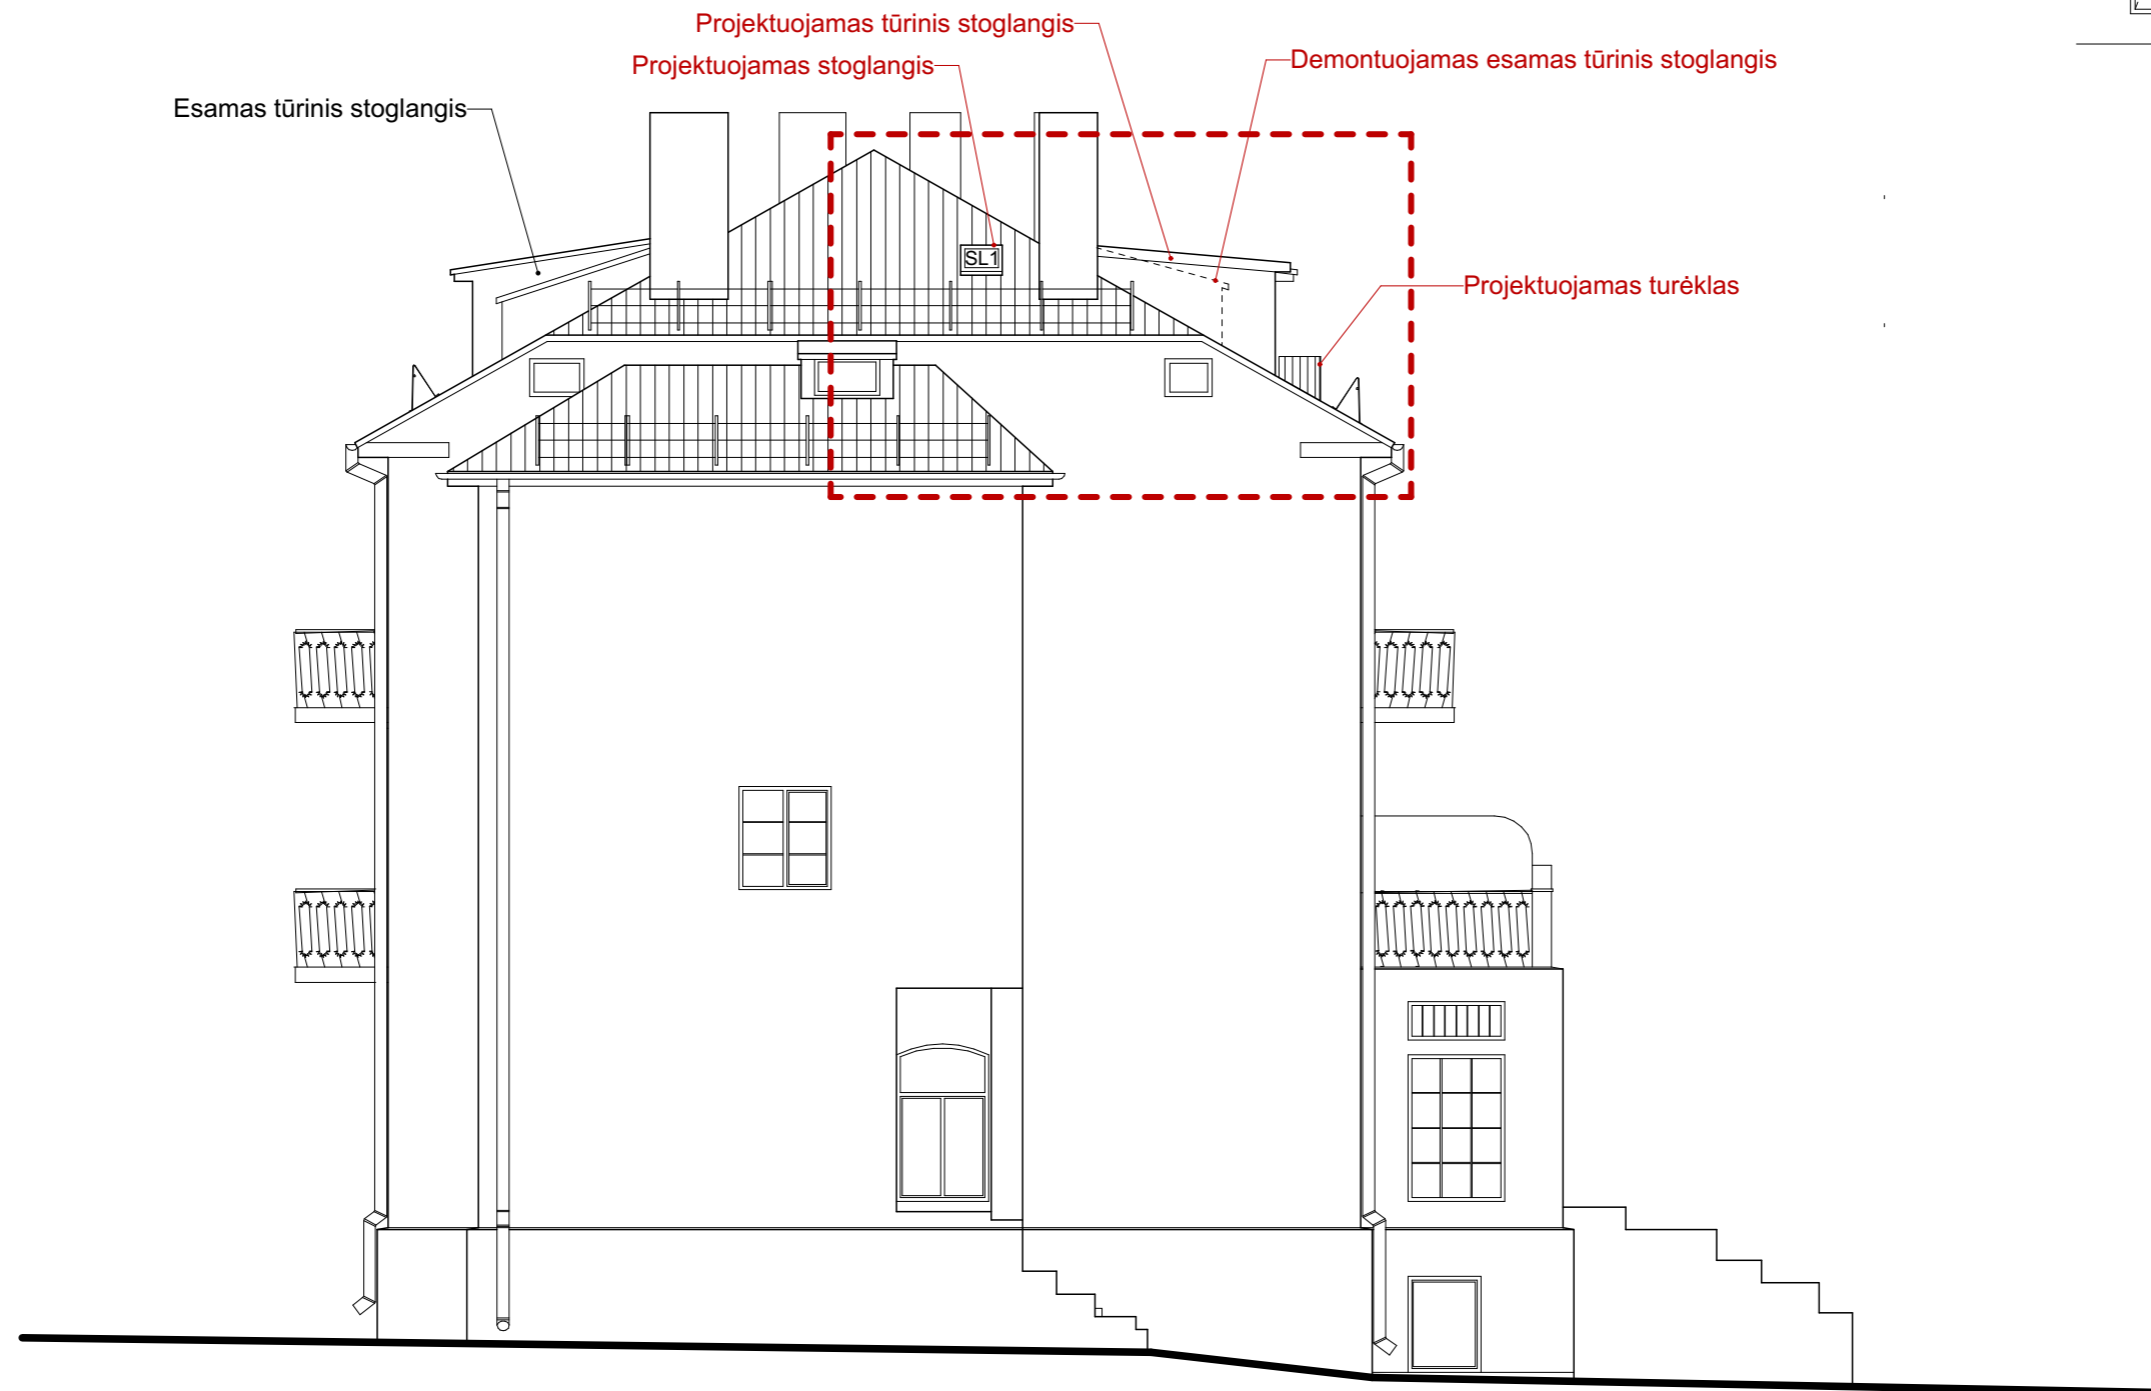 Projektuojamas tūrinis stoglangis
Projektuojamas stoglangis
Demontuojamas esamas tūrinis stoglangis
Esamas tūrinis stoglangis
SL1
Projektuojamas turėklas